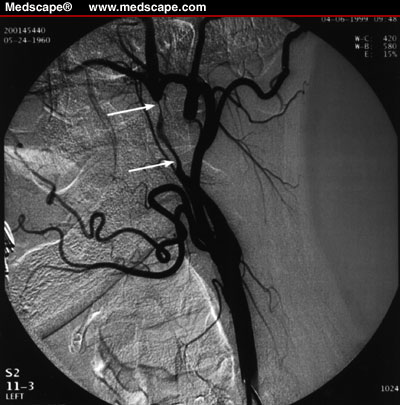 Medscape® www.medscape.com
04-06-1999 09:48
200145440
05-24-1960
W-C: 420
W-B: 580
E: 15%
S2
11-3
LEFT
1024